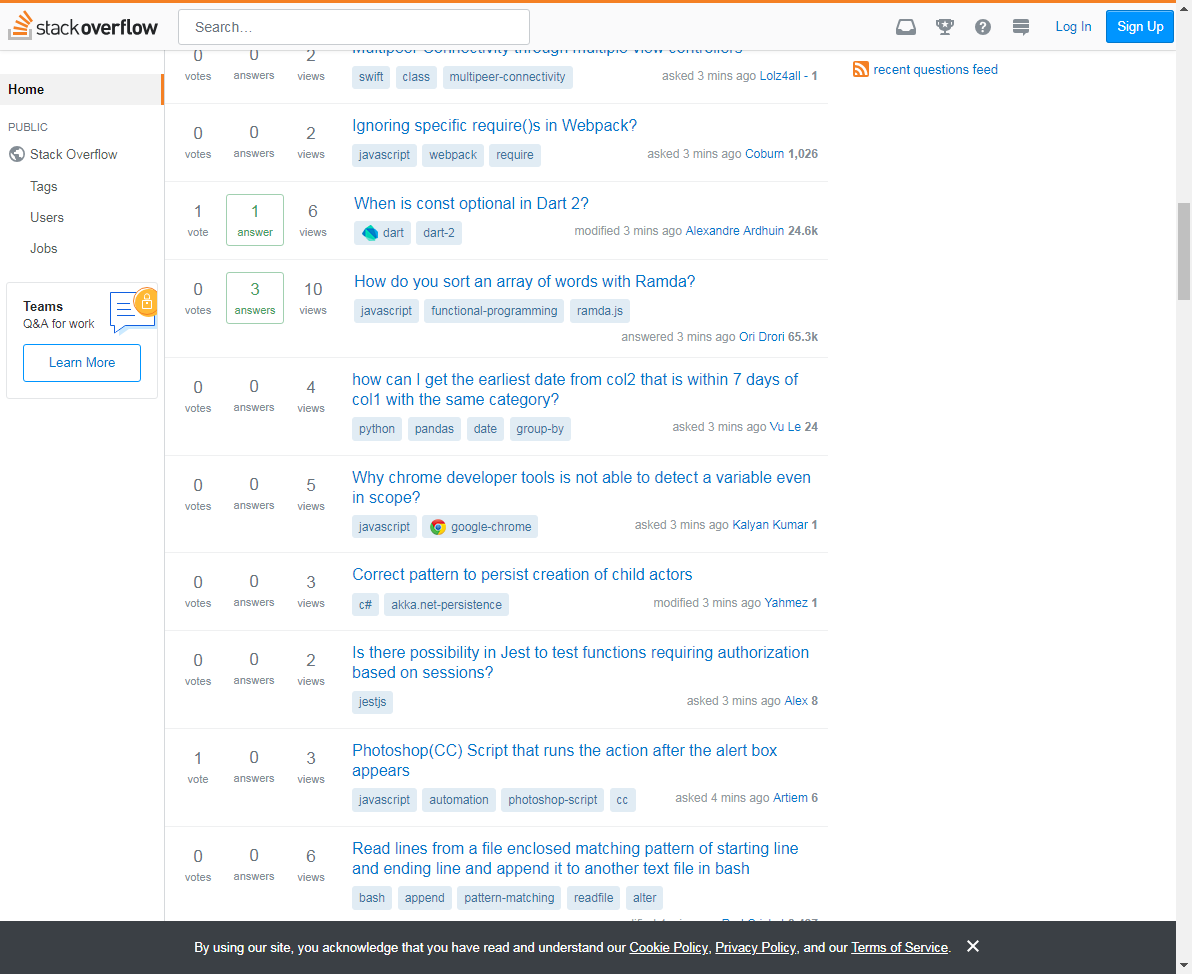 stackoverflow
Search…
Log In
Sign Up
Home
PUBLIC
Stack Overflow
Tags
Users
Jobs
Teams
Q&A for work
Learn More
0 0 2
Multipeer Connectivity through multiple view controllers
votes answers views
swift class multipeer-connectivity
asked 3 mins ago Lolz4all - 1
recent questions feed
Ignoring specific require()s in Webpack?
0 0 2
votes answers views
javascript webpack require
asked 3 mins ago Coburn 1,026
When is const optional in Dart 2?
1 1 6
vote answer views
dart dart-2
modified 3 mins ago Alexandre Ardhuin 24.6k
How do you sort an array of words with Ramda?
0 3 10
votes answers views
javascript functional-programming ramda.js
answered 3 mins ago Ori Drori 65.3k
how can I get the earliest date from col2 that is within 7 days of
col1 with the same category?
0 0 4
votes answers views
python pandas date group-by
asked 3 mins ago Vu Le 24
Why chrome developer tools is not able to detect a variable even
in scope?
0 0 5
votes answers views
javascript google-chrome
asked 3 mins ago Kalyan Kumar 1
Correct pattern to persist creation of child actors
0 0 3
votes answers views
c# akka.net-persistence
modified 3 mins ago Yahmez 1
Is there possibility in Jest to test functions requiring authorization
based on sessions?
0 0 2
votes answers views
jestjs
asked 3 mins ago Alex 8
Photoshop(CC) Script that runs the action after the alert box
appears
1 0 3
vote answers views
javascript automation photoshop-script cc
asked 4 mins ago Artiem 6
Read lines from a file enclosed matching pattern of starting line
and ending line and append it to another text file in bash
0 0 6
votes answers views
bash append pattern-matching readfile alter
By using our site, you acknowledge that you have read and understand our Cookie Policy, Privacy Policy, and our Terms of Service.